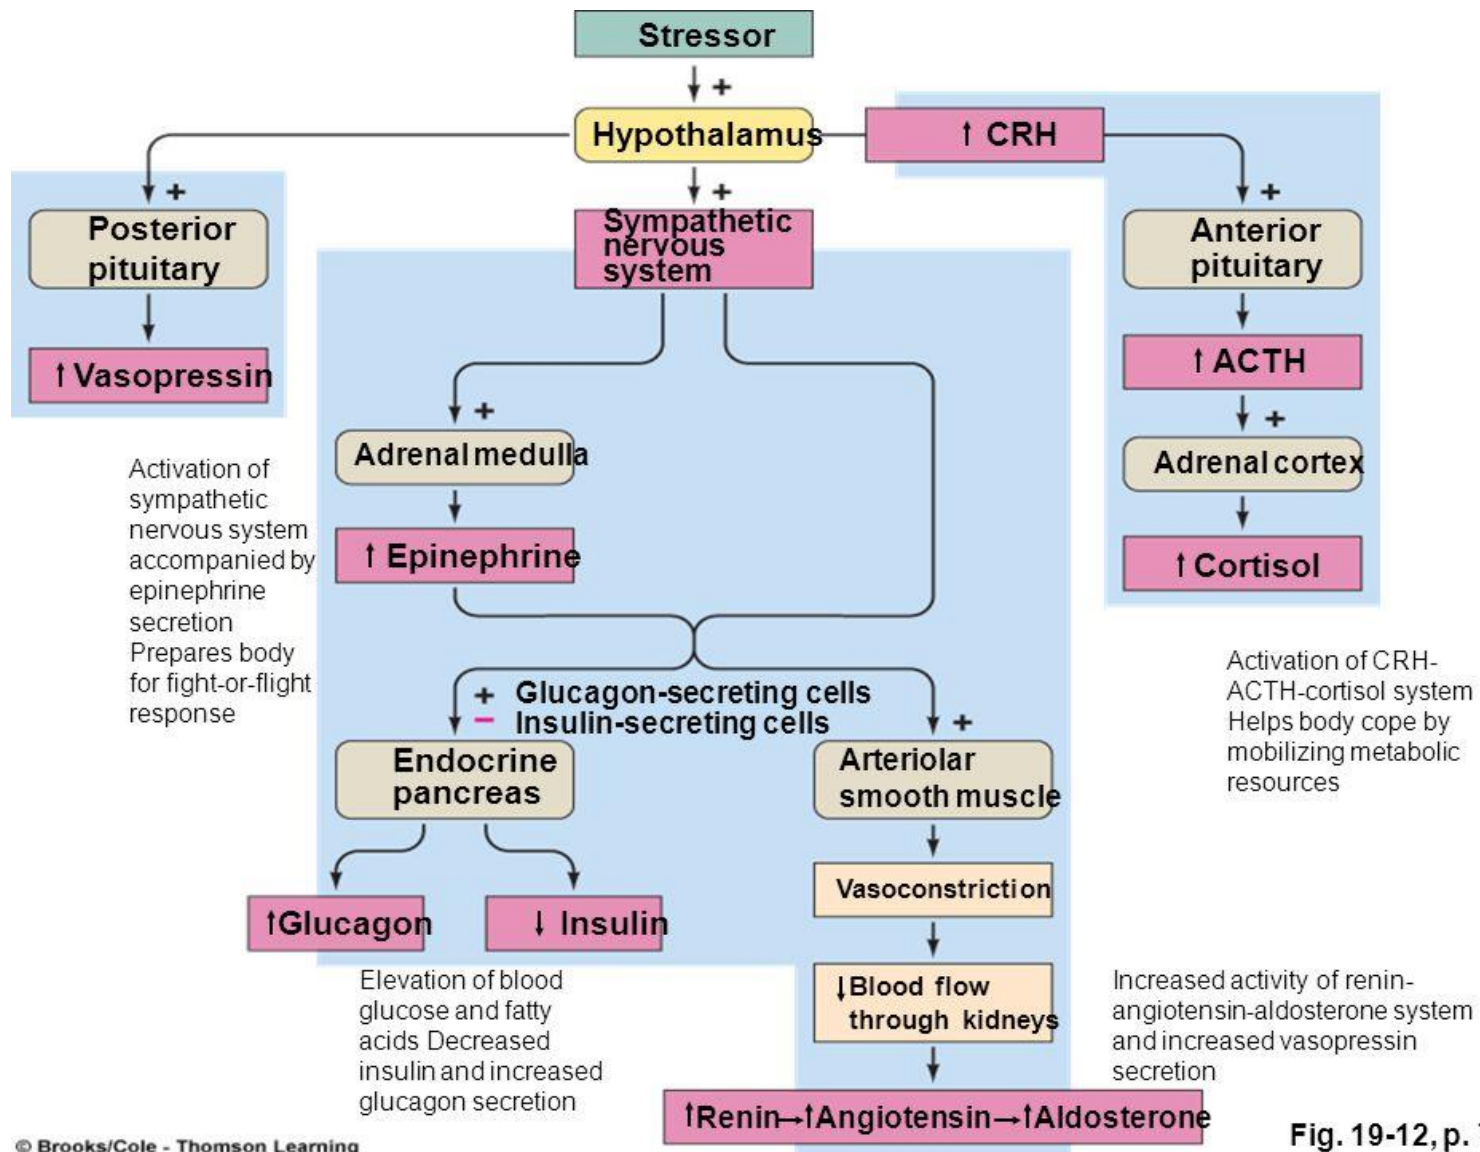 Stressor
+
Hypothalamus
↑ CRH
+
+
+
Posterior
pituitary
Sympathetic
nervous
system
Anterior
pituitary
↑ Vasopressin
↑ ACTH
+
+
Adrenal medulla
Adrenal cortex
Activation of
sympathetic
nervous system
accompanied by
epinephrine
secretion
Prepares body
for fight-or-flight
response
↑ Epinephrine
↑ Cortisol
Activation of CRH-
ACTH-cortisol system
Helps body cope by
mobilizing metabolic
resources
+ Glucagon-secreting cells
− Insulin-secreting cells
+
Endocrine
pancreas
Arteriolar
smooth muscle
Vasoconstriction
↑Glucagon
↓ Insulin
Elevation of blood
glucose and fatty
acids Decreased
insulin and increased
glucagon secretion
↓Blood flow
through kidneys
Increased activity of renin-
angiotensin-aldosterone system
and increased vasopressin
secretion
↑Renin→↑Angiotensin→↑Aldosterone
© Brooks/Cole - Thomson Learning
Fig. 19-12, p.